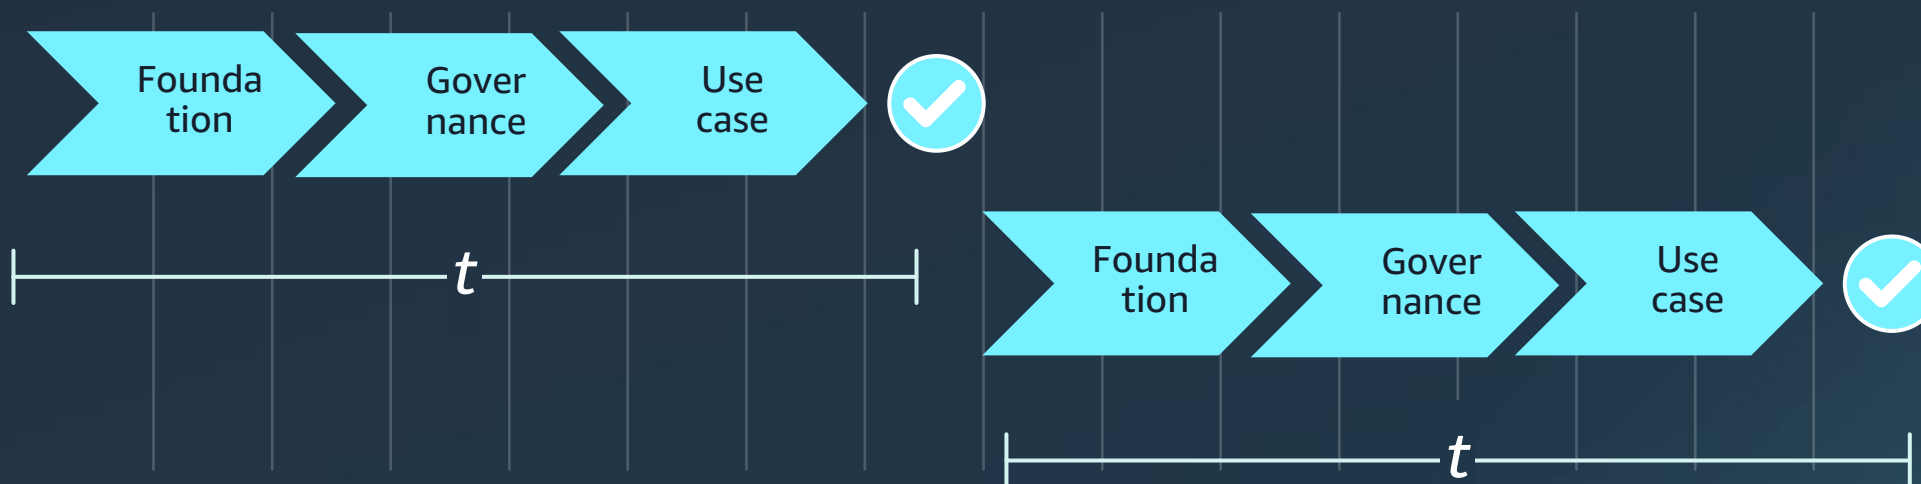 Founda
tion
Gover
nance
Use
case
t
Founda
tion
Gover
nance
Use
case
t